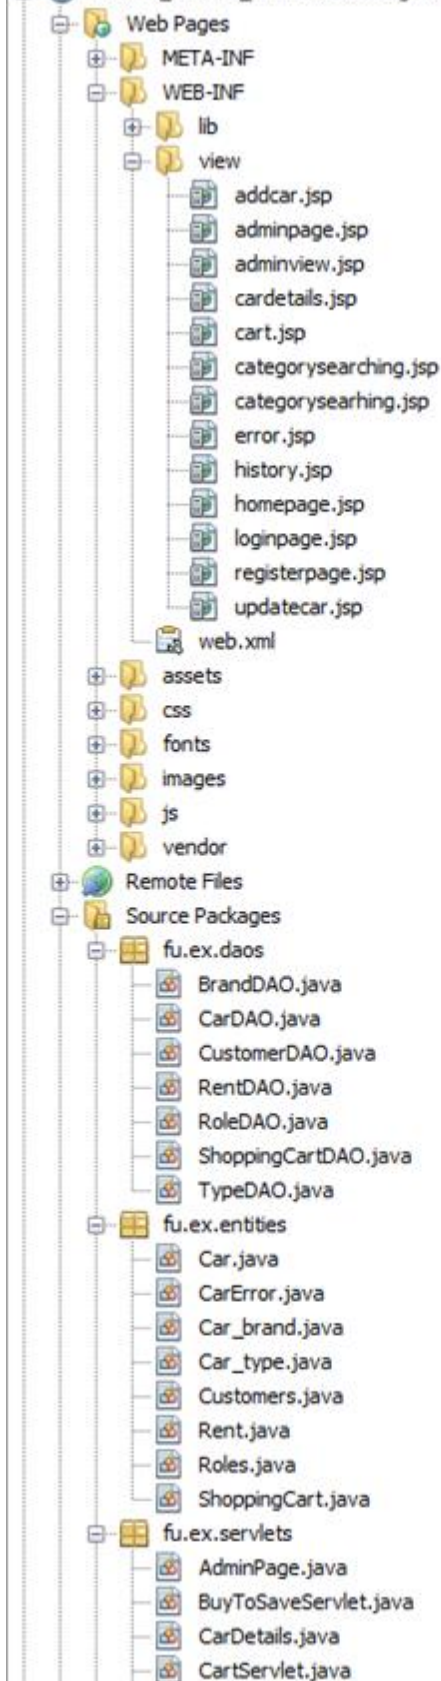 Web Pages
META-INF
WEB-INF
lib
view
addcar.jsp
adminpage.jsp
adminview.jsp
cardetails.jsp
cart.jsp
categorysearching.jsp
categorysearhing.jsp
error.jsp
history.jsp
homepage.jsp
loginpage.jsp
registerpage.jsp
updatecar.jsp
web.xml
assets
css
fonts
images
js
vendor
Remote Files
Source Packages
fu.ex.daos
BrandDAO.java
CarDAO.java
CustomerDAO.java
RentDAO.java
RoleDAO.java
ShoppingCartDAO.java
TypeDAO.java
fu.ex.entities
Car.java
CarError.java
Car_brand.java
Car_type.java
Customers.java
Rent.java
Roles.java
ShoppingCart.java
fu.ex.servlets
AdminPage.java
BuyToSaveServlet.java
CarDetails.java
CartServlet.java